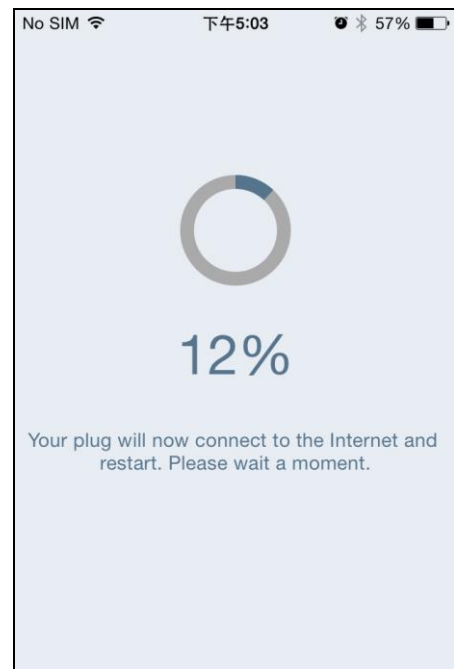 No SIM 下午5:03 57%
12%
Your plug will now connect to the Internet and
restart. Please wait a moment.